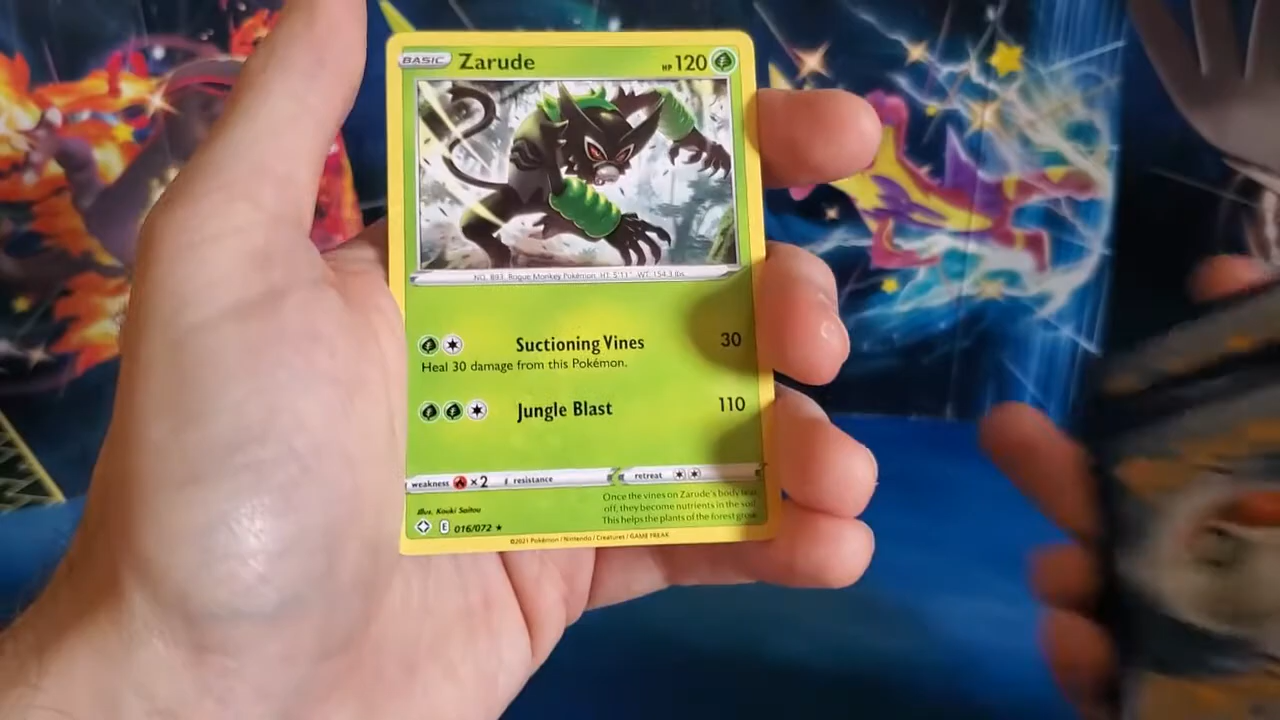 BASIC Zarude HP 120
NO. 893 Rogue Monkey Pokémon HT: 5'11" WT: 154.3 lbs.
Suctioning Vines 30
Heal 30 damage from this Pokémon.
Jungle Blast 110
weakness ×2 resistance retreat
Once the vines on Zarude's body tear
off, they become nutrients in the soil.
This helps the plants of the forest grow.
Illus. Kouki Saitou
E 016/072 ★
©2021 Pokémon / Nintendo / Creatures / GAME FREAK